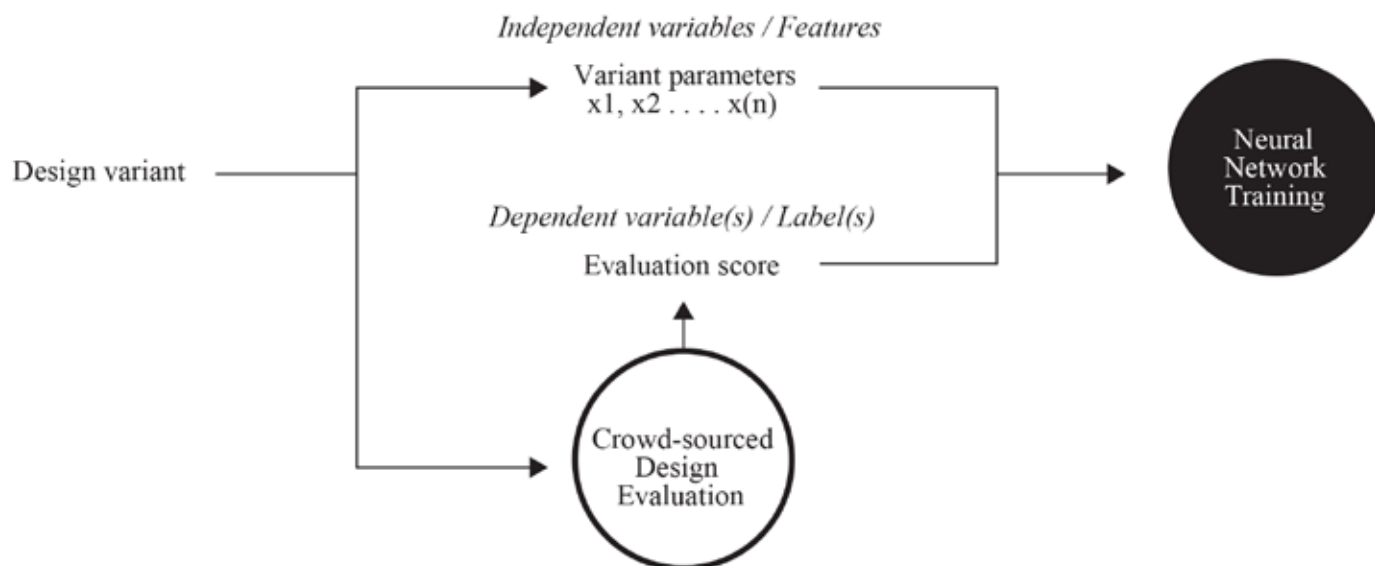 Independent variables / Features
Variant parameters
x1, x2 . . . . x(n)
Design variant
Dependent variable(s) / Label(s)
Evaluation score
Crowd-sourced
Design
Evaluation
Neural
Network
Training